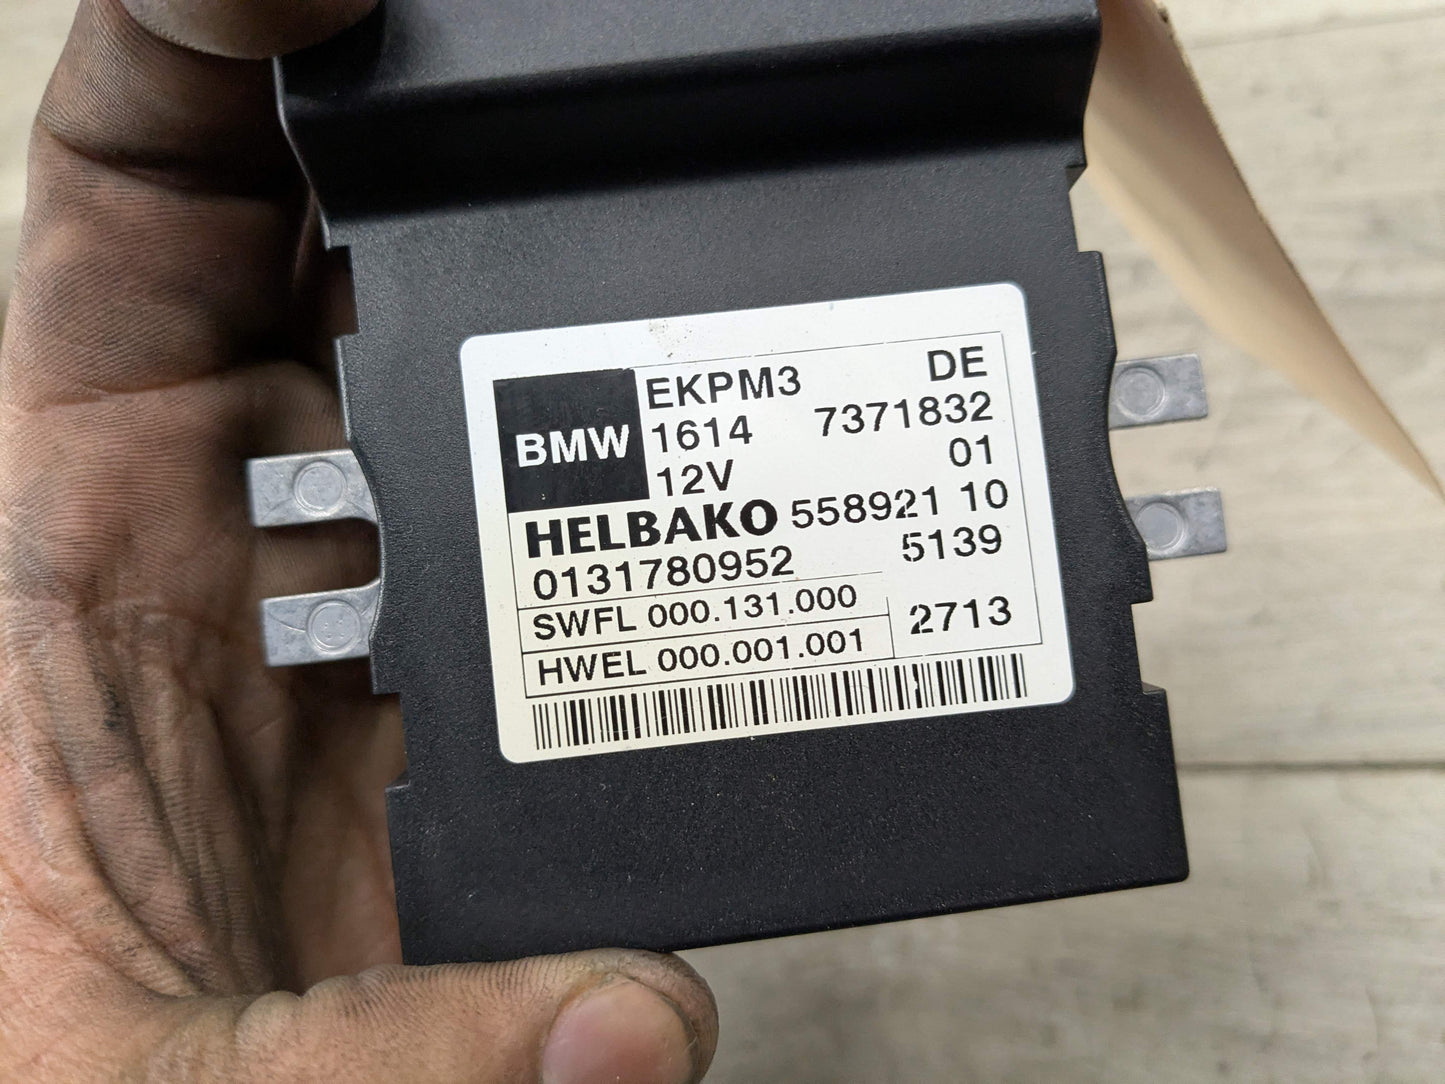 BMW
EKPM3 DE
1614 7371832
12V 01
HELBAKO 558921 10
0131780952 5139
SWFL 000.131.000
HWEL 000.001.001 2713